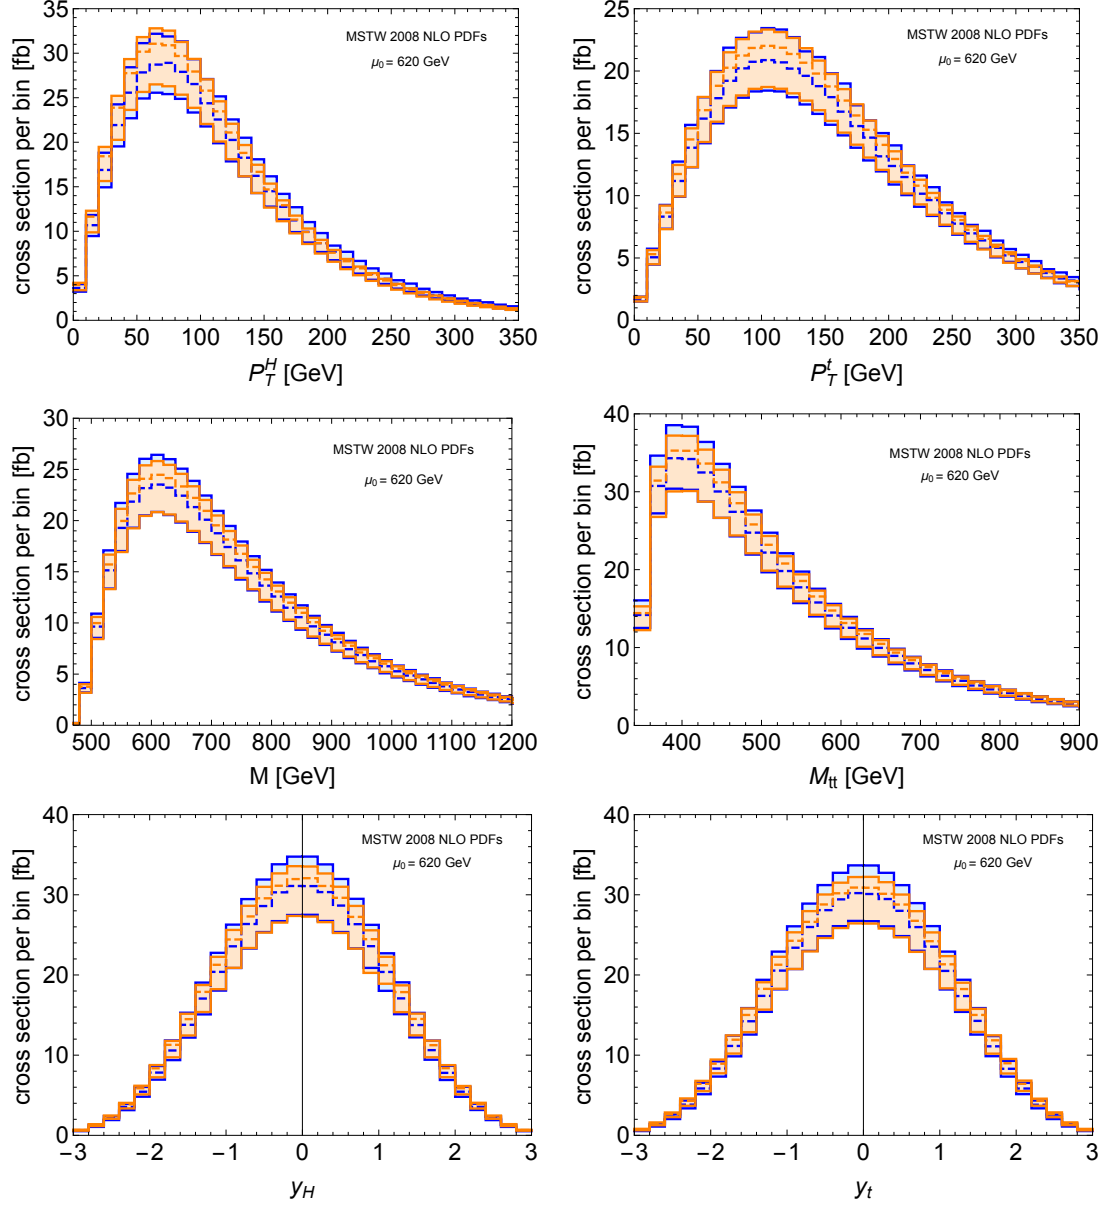 35
30
25
20
15
10
5
0
cross section per bin [fb]
MSTW 2008 NLO PDFs
μ0 = 620 GeV
0 50 100 150 200 250 300 350
P_T^H [GeV]
25
20
15
10
5
0
cross section per bin [fb]
MSTW 2008 NLO PDFs
μ0 = 620 GeV
0 50 100 150 200 250 300 350
P_T^t [GeV]
30
25
20
15
10
5
0
cross section per bin [fb]
MSTW 2008 NLO PDFs
μ0 = 620 GeV
500 600 700 800 900 1000 1100 1200
M [GeV]
40
30
20
10
0
cross section per bin [fb]
MSTW 2008 NLO PDFs
μ0 = 620 GeV
400 500 600 700 800 900
M_tt [GeV]
40
30
20
10
0
cross section per bin [fb]
MSTW 2008 NLO PDFs
μ0 = 620 GeV
−3 −2 −1 0 1 2 3
y_H
40
30
20
10
0
cross section per bin [fb]
MSTW 2008 NLO PDFs
μ0 = 620 GeV
−3 −2 −1 0 1 2 3
y_t